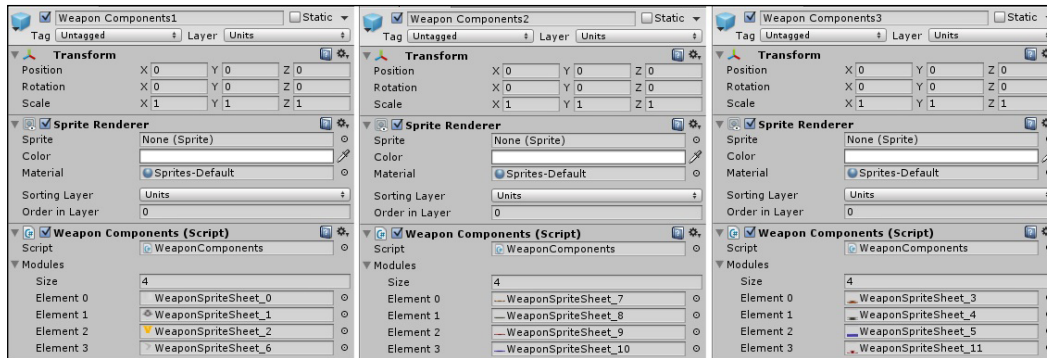 Weapon Components1 Static
Tag Untagged Layer Units
Transform
Position X 0 Y 0 Z 0
Rotation X 0 Y 0 Z 0
Scale X 1 Y 1 Z 1
Sprite Renderer
Sprite None (Sprite)
Color
Material Sprites-Default
Sorting Layer Units
Order in Layer 0
Weapon Components (Script)
Script WeaponComponents
Modules
Size 4
Element 0 WeaponSpriteSheet_0
Element 1 WeaponSpriteSheet_1
Element 2 WeaponSpriteSheet_2
Element 3 WeaponSpriteSheet_6
Weapon Components2 Static
Tag Untagged Layer Units
Transform
Position X 0 Y 0 Z 0
Rotation X 0 Y 0 Z 0
Scale X 1 Y 1 Z 1
Sprite Renderer
Sprite None (Sprite)
Color
Material Sprites-Default
Sorting Layer Units
Order in Layer 0
Weapon Components (Script)
Script WeaponComponents
Modules
Size 4
Element 0 WeaponSpriteSheet_7
Element 1 WeaponSpriteSheet_8
Element 2 WeaponSpriteSheet_9
Element 3 WeaponSpriteSheet_10
Weapon Components3 Static
Tag Untagged Layer Units
Transform
Position X 0 Y 0 Z 0
Rotation X 0 Y 0 Z 0
Scale X 1 Y 1 Z 1
Sprite Renderer
Sprite None (Sprite)
Color
Material Sprites-Default
Sorting Layer Units
Order in Layer 0
Weapon Components (Script)
Script WeaponComponents
Modules
Size 4
Element 0 WeaponSpriteSheet_3
Element 1 WeaponSpriteSheet_4
Element 2 WeaponSpriteSheet_5
Element 3 WeaponSpriteSheet_11